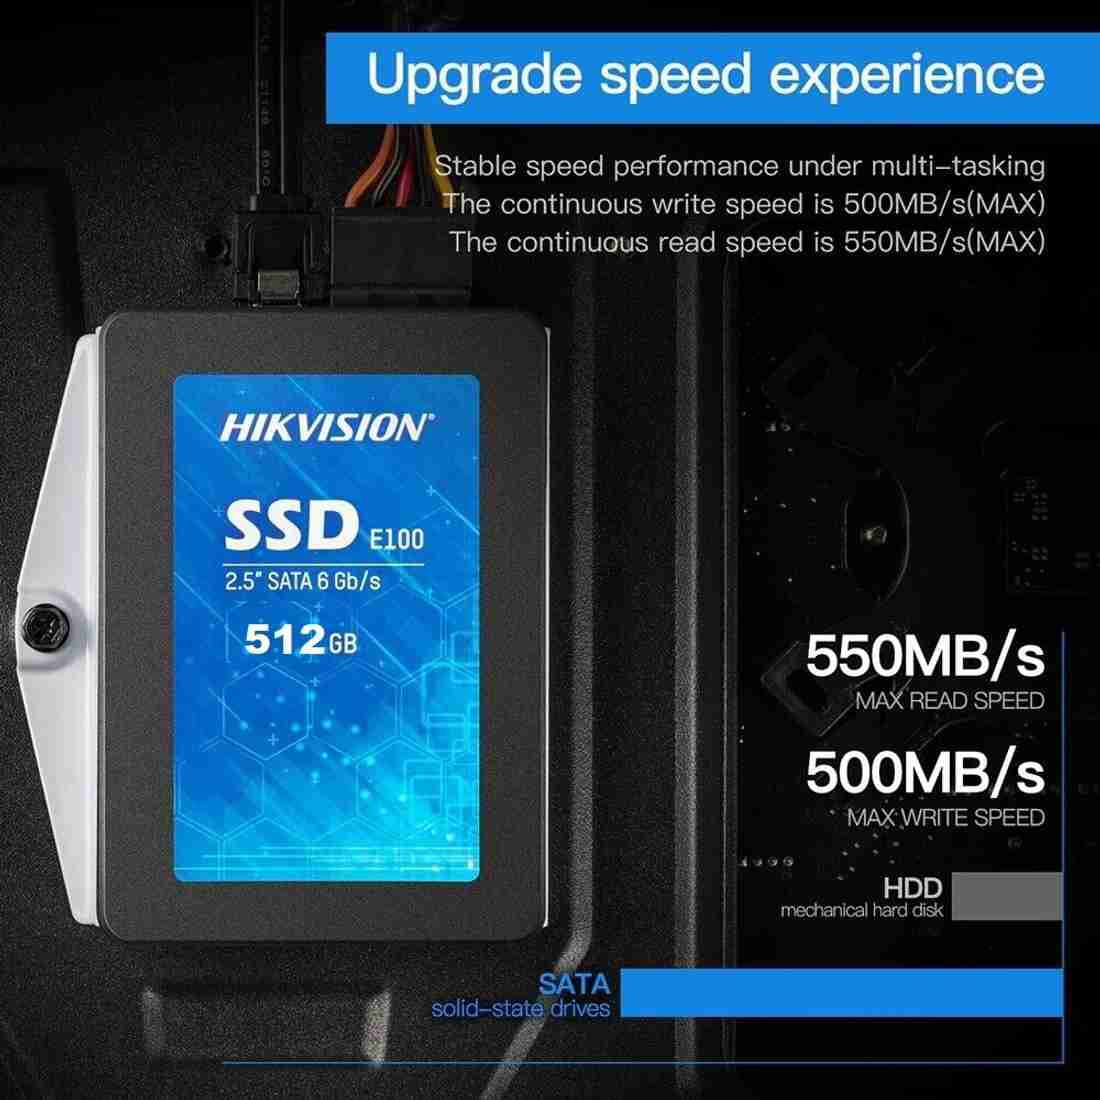 Upgrade speed experience
Stable speed performance under multi-tasking
The continuous write speed is 500MB/s(MAX)
The continuous read speed is 550MB/s(MAX)
HIKVISION®
SSD E100
2.5" SATA 6 Gb/s
512GB
550MB/s
MAX READ SPEED
500MB/s
MAX WRITE SPEED
HDD
mechanical hard disk
SATA
solid-state drives